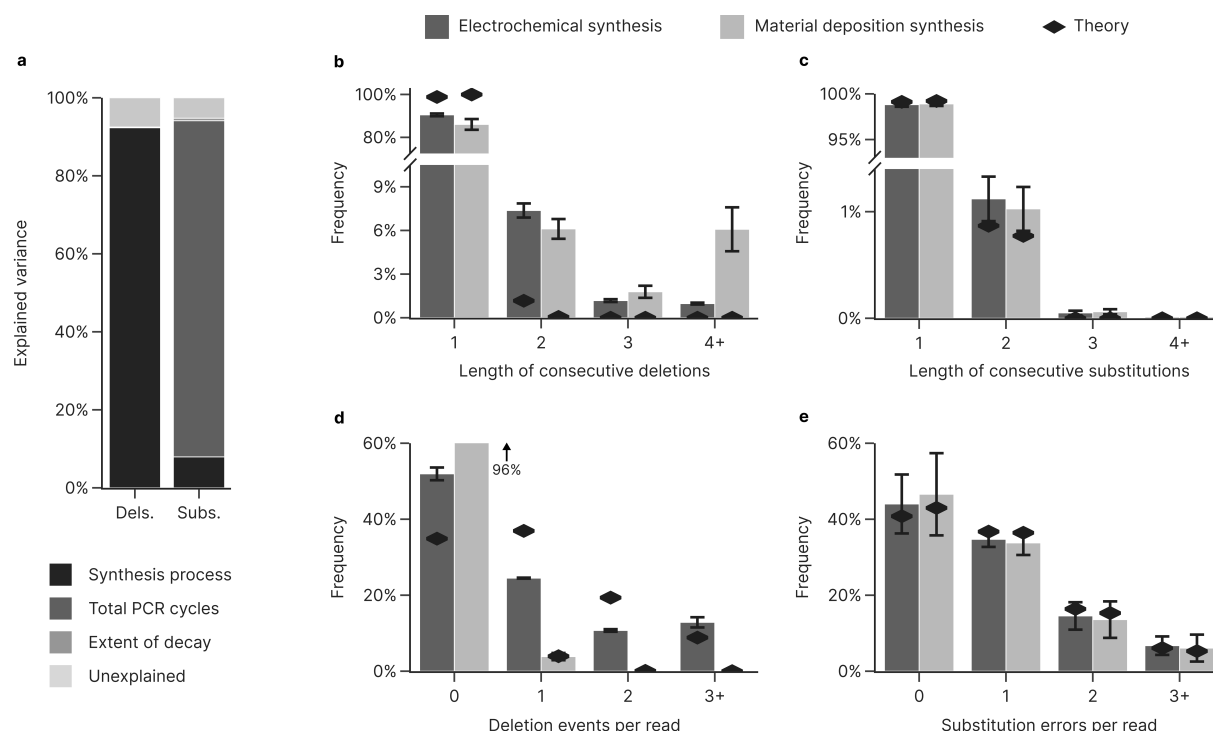 Electrochemical synthesis
Material deposition synthesis
Theory
a
100%
80%
60%
40%
20%
0%
Explained variance
Dels.
Subs.
Synthesis process
Total PCR cycles
Extent of decay
Unexplained
b
100%
80%
9%
6%
3%
0%
Frequency
1
2
3
4+
Length of consecutive deletions
c
100%
95%
1%
0%
Frequency
1
2
3
4+
Length of consecutive substitutions
d
60%
40%
20%
0%
Frequency
96%
0
1
2
3+
Deletion events per read
e
60%
40%
20%
0%
Frequency
0
1
2
3+
Substitution errors per read